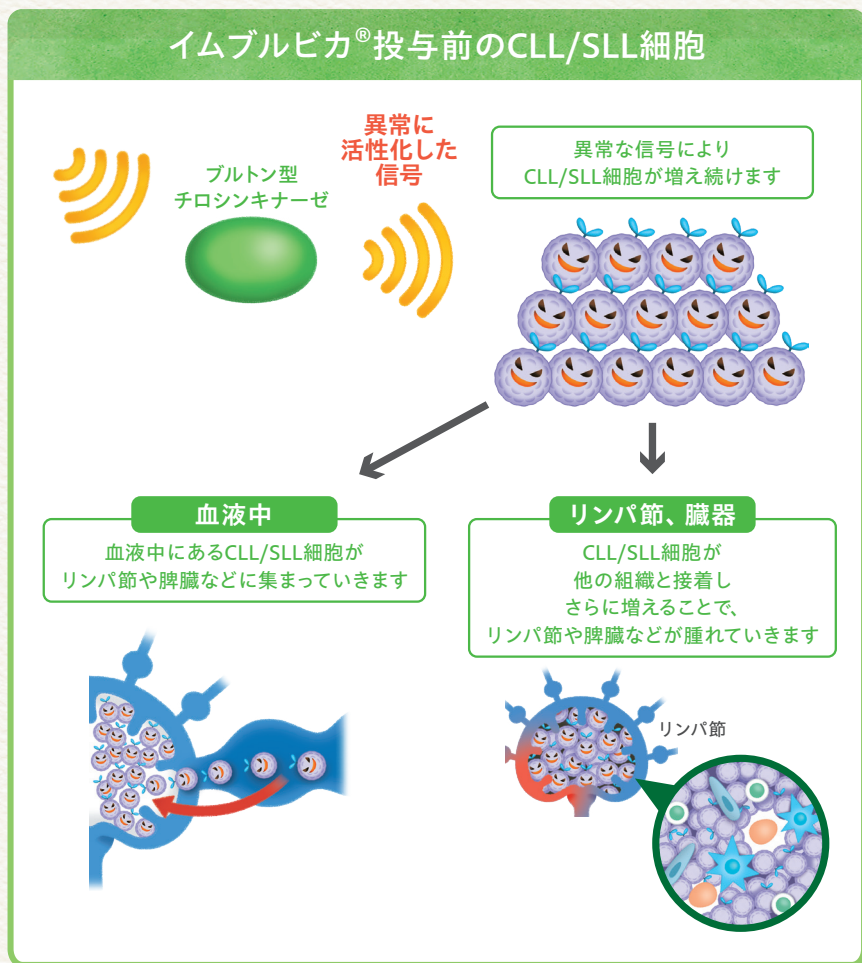 イムブルビカ®投与前のCLL/SLL細胞
ブルトン型
チロシンキナーゼ
異常に
活性化した
信号
異常な信号により
CLL/SLL細胞が増え続けます
血液中
血液中にあるCLL/SLL細胞が
リンパ節や脾臓などに集まっていきます
リンパ節、臓器
CLL/SLL細胞が
他の組織と接着し
さらに増えることで、
リンパ節や脾臓などが腫れていきます
リンパ節